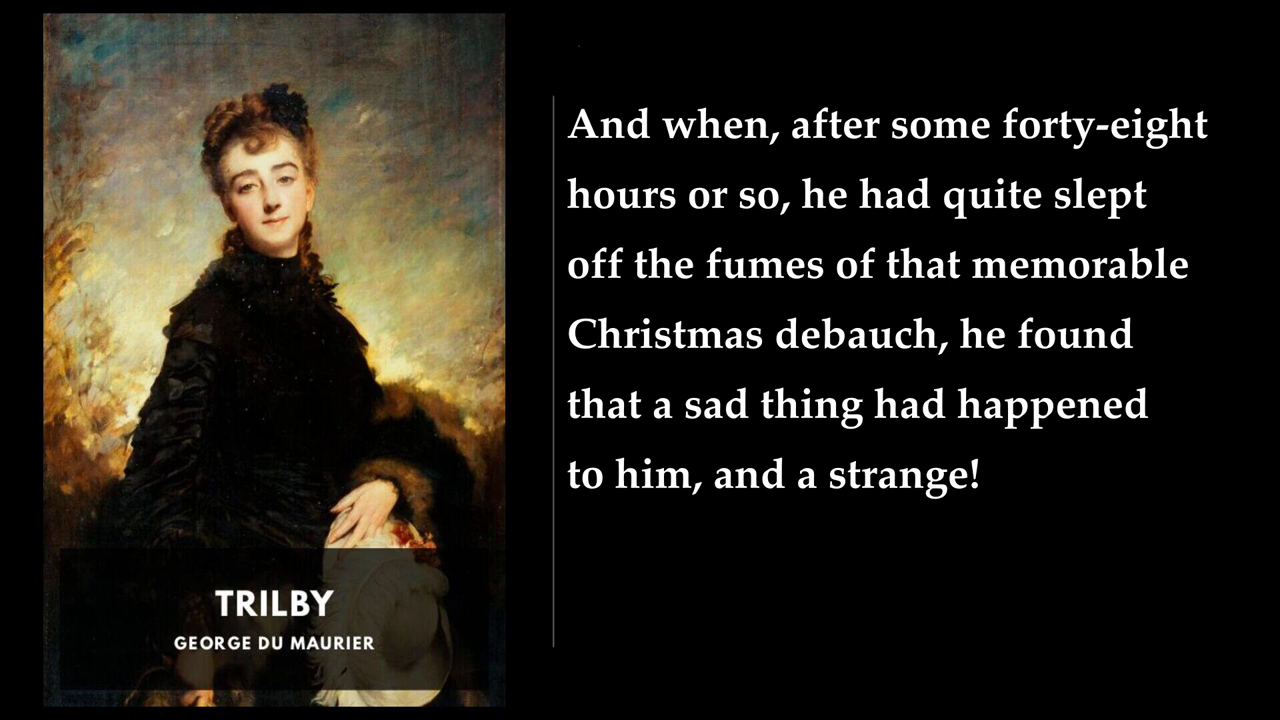 TRILBY
GEORGE DU MAURIER
And when, after some forty-eight
hours or so, he had quite slept
off the fumes of that memorable
Christmas debauch, he found
that a sad thing had happened
to him, and a strange!